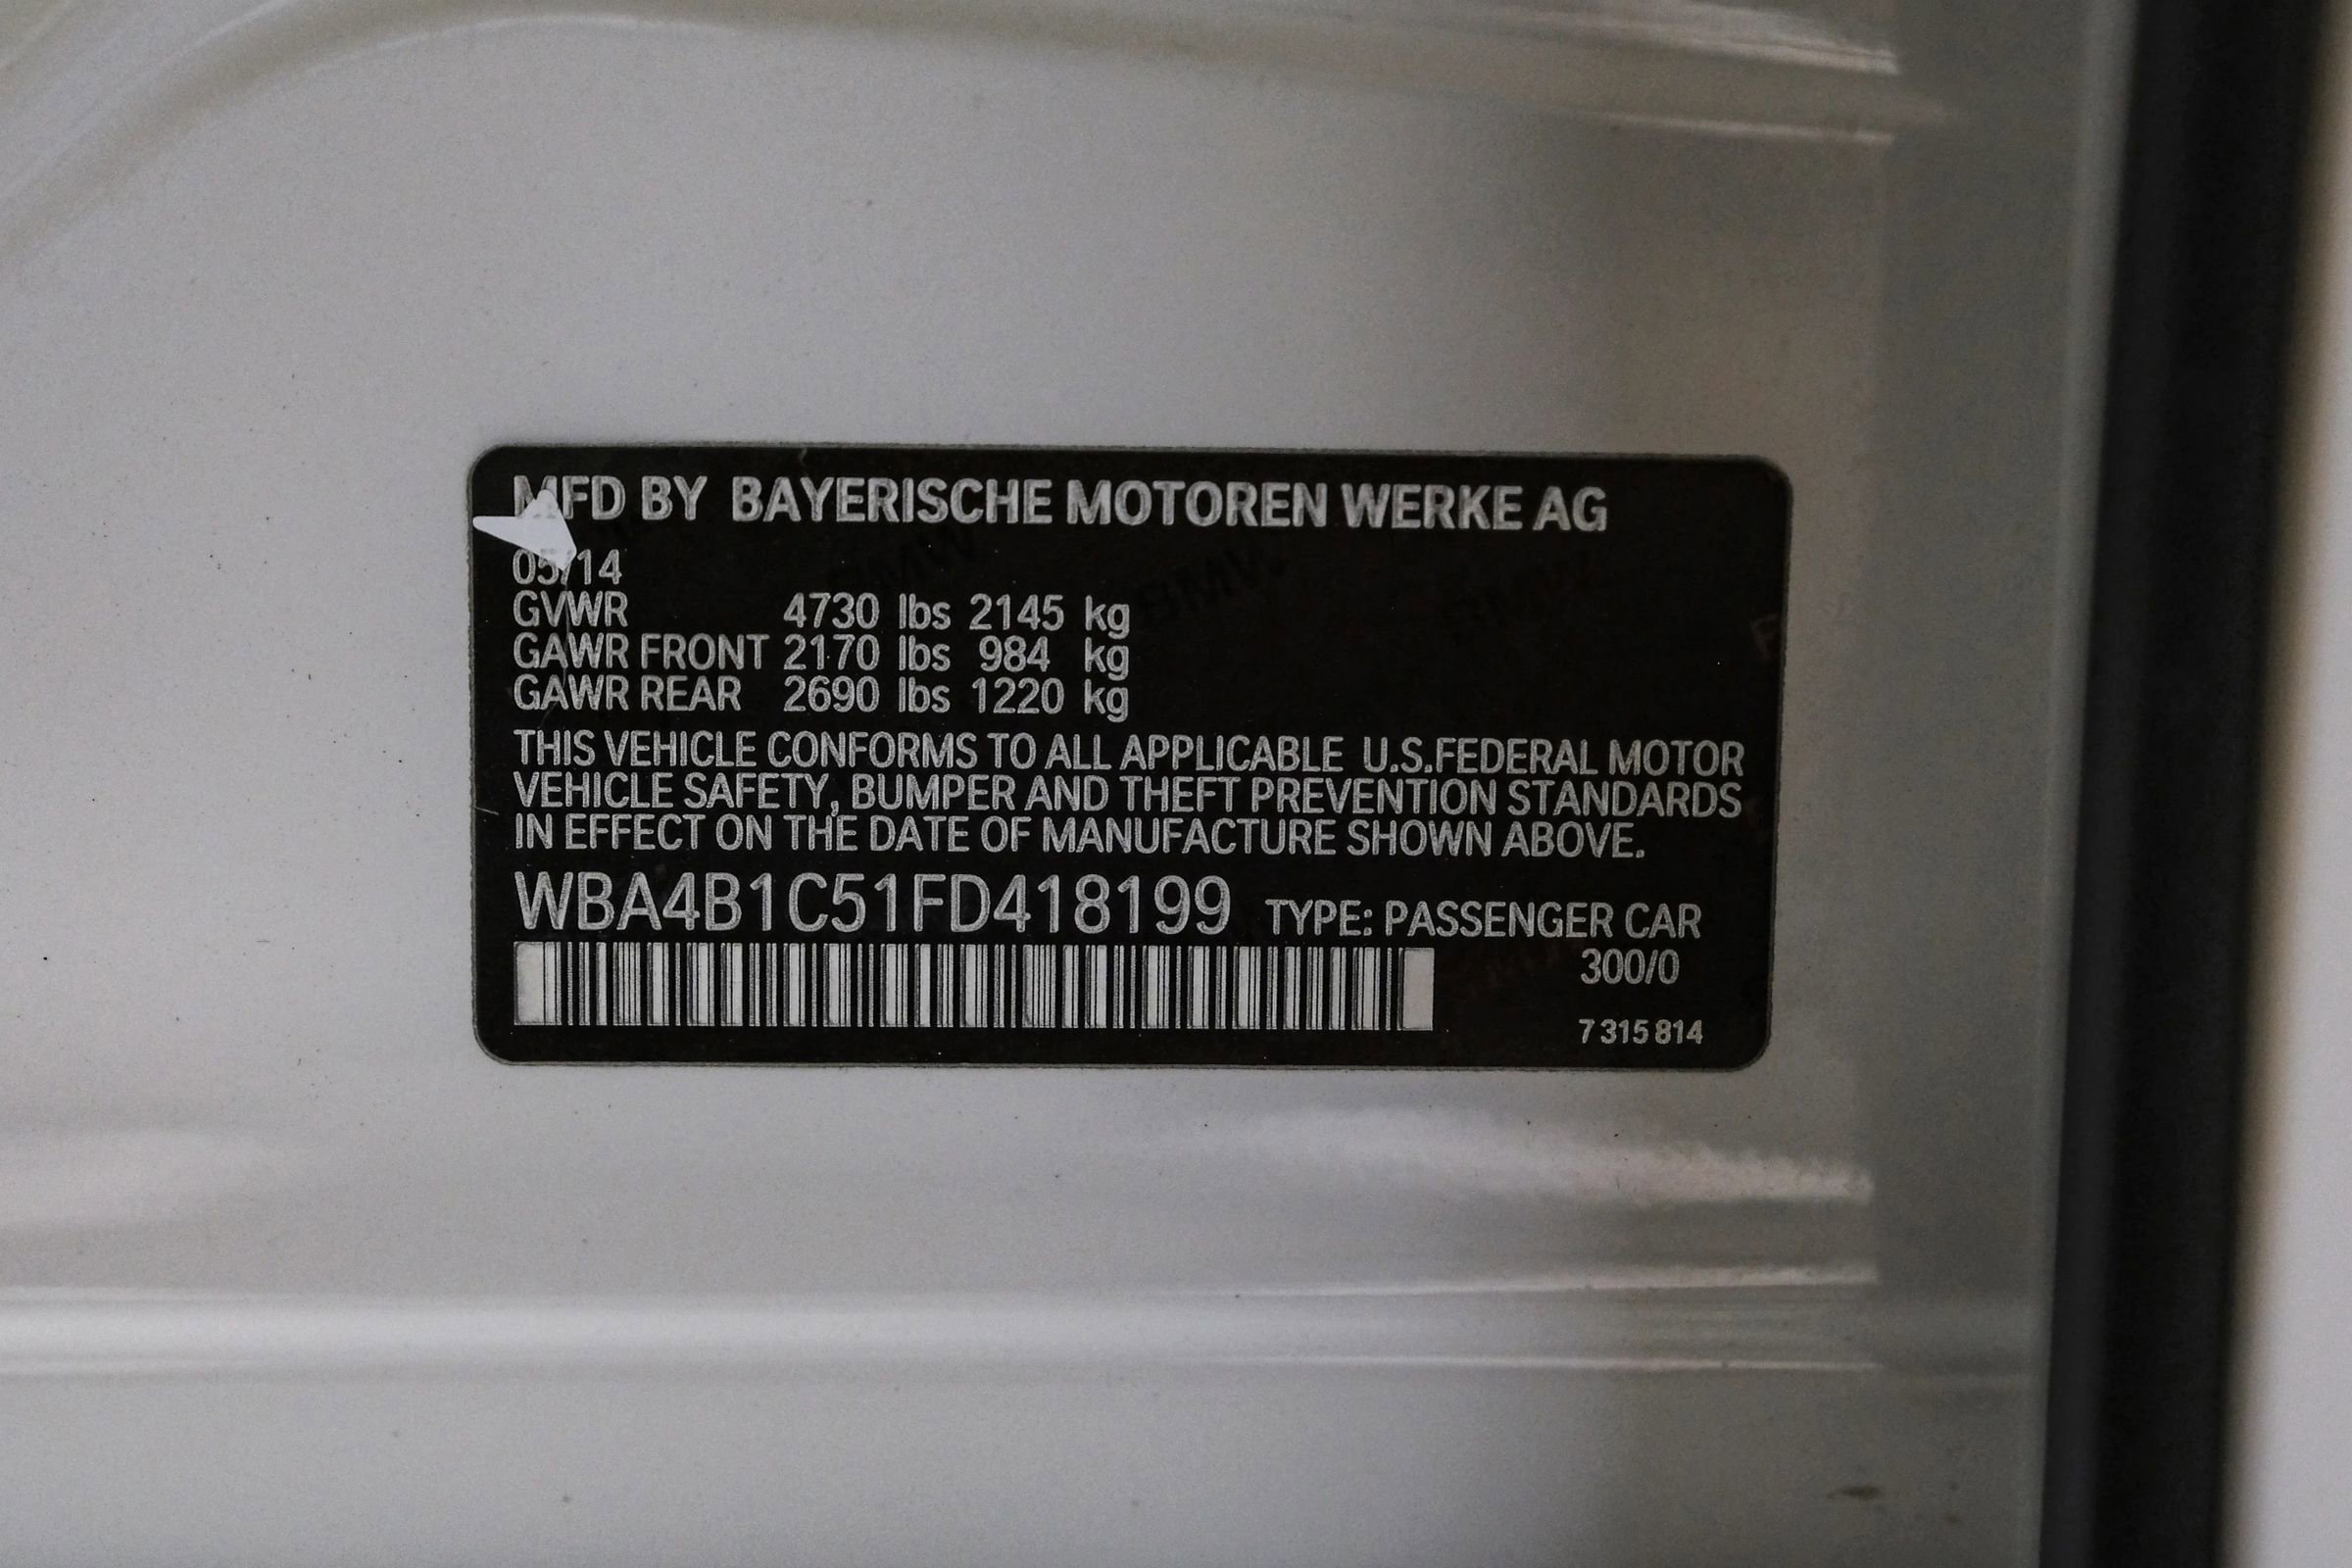 MFD BY BAYERISCHE MOTOREN WERKE AG
05/14
GVWR 4730 lbs 2145 kg
GAWR FRONT 2170 lbs 984 kg
GAWR REAR 2690 lbs 1220 kg
THIS VEHICLE CONFORMS TO ALL APPLICABLE U.S.FEDERAL MOTOR
VEHICLE SAFETY, BUMPER AND THEFT PREVENTION STANDARDS
IN EFFECT ON THE DATE OF MANUFACTURE SHOWN ABOVE.
WBA4B1C51FD418199 TYPE: PASSENGER CAR
300/0
7 315 814